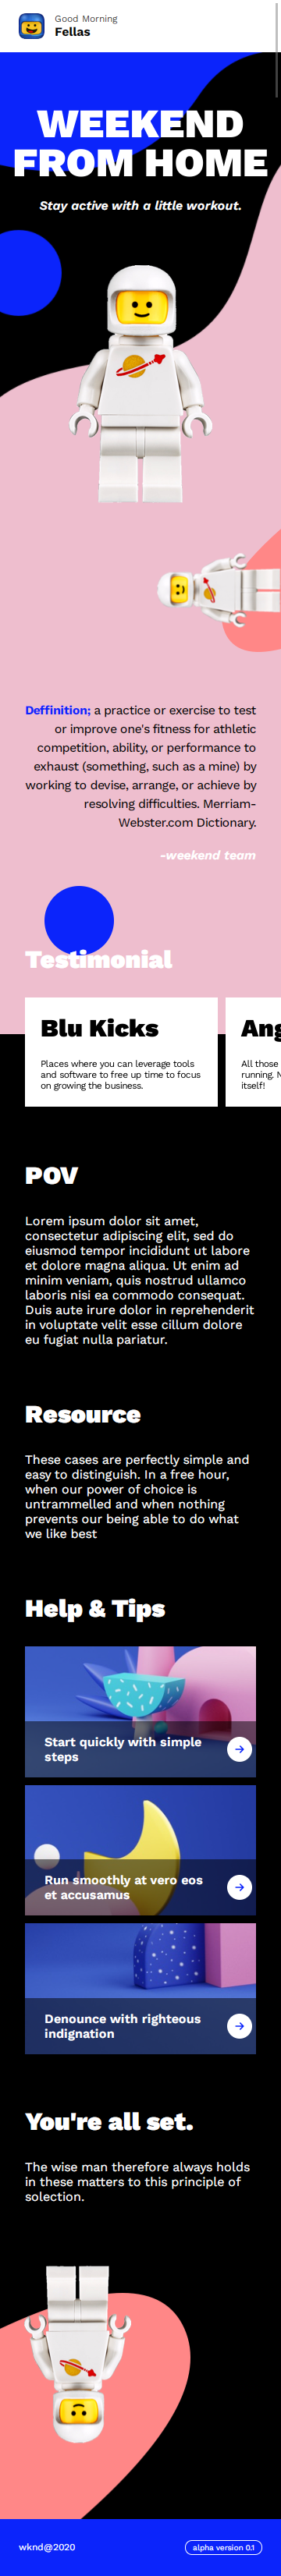 Good Morning
Fellas
WEEKEND
FROM HOME
Stay active with a little workout.
Deffinition; a practice or exercise to test
or improve one's fitness for athletic
competition, ability, or performance to
exhaust (something, such as a mine) by
working to devise, arrange, or achieve by
resolving difficulties. Merriam-
Webster.com Dictionary.
-weekend team
Testimonial
Blu Kicks
Places where you can leverage tools
and software to free up time to focus
on growing the business.
Ang
All those
running. N
itself!
POV
Lorem ipsum dolor sit amet,
consectetur adipiscing elit, sed do
eiusmod tempor incididunt ut labore
et dolore magna aliqua. Ut enim ad
minim veniam, quis nostrud ullamco
laboris nisi ea commodo consequat.
Duis aute irure dolor in reprehenderit
in voluptate velit esse cillum dolore
eu fugiat nulla pariatur.
Resource
These cases are perfectly simple and
easy to distinguish. In a free hour,
when our power of choice is
untrammelled and when nothing
prevents our being able to do what
we like best
Help & Tips
Start quickly with simple
steps
Run smoothly at vero eos
et accusamus
Denounce with righteous
indignation
You're all set.
The wise man therefore always holds
in these matters to this principle of
solection.
wknd@2020
alpha version 0.1